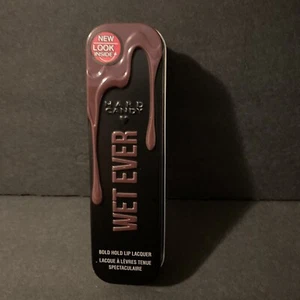 NEW
LOOK
INSIDE
HARD
CANDY
WET EVER
BOLD HOLD LIP LACQUER
LACQUE À LÈVRES TENUE
SPECTACULAIRE